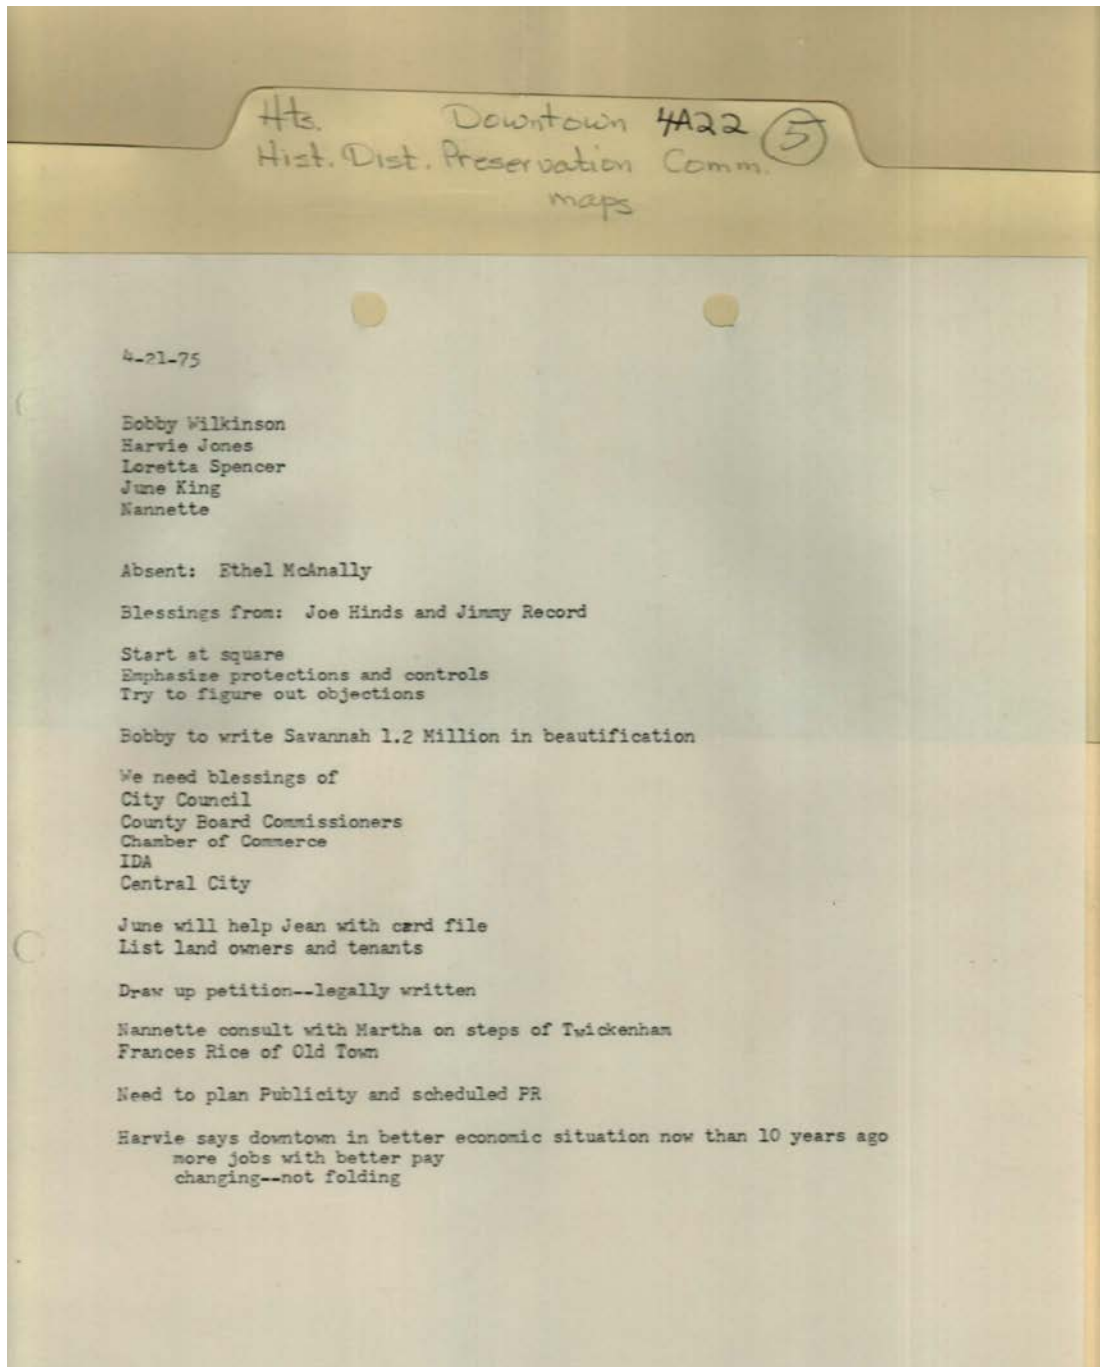 Hts. Downtown 4A22 5
Hist. Dist. Preservation Comm.
maps
4-21-75
Bobby Wilkinson
Harvie Jones
Loretta Spencer
June King
Nannette
Absent: Ethel McAnally
Blessings from: Joe Hinds and Jimmy Record
Start at square
Emphasize protections and controls
Try to figure out objections
Bobby to write Savannah 1.2 Million in beautification
We need blessings of
City Council
County Board Commissioners
Chamber of Commerce
IDA
Central City
June will help Jean with card file
List land owners and tenants
Draw up petition--legally written
Nannette consult with Martha on steps of Twickenham
Frances Rice of Old Town
Need to plan Publicity and scheduled PR
Harvie says downtown in better economic situation now than 10 years ago
more jobs with better pay
changing--not folding